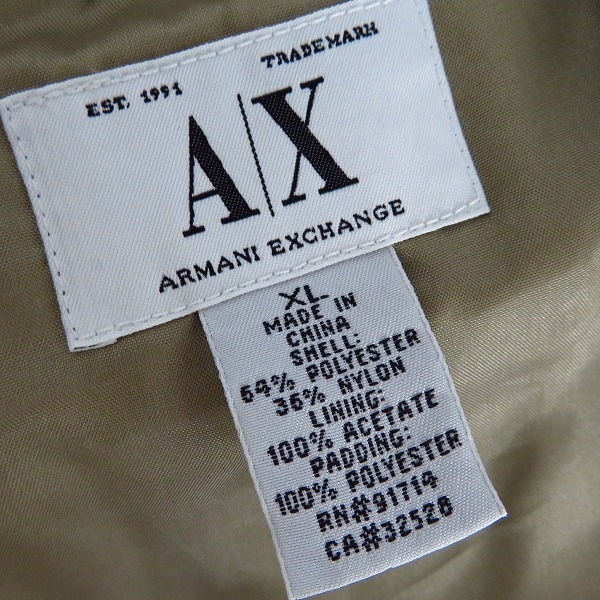 EST. 1991 TRADEMARK
A|X
ARMANI EXCHANGE
XL
MADE IN
CHINA
SHELL:
64% POLYESTER
36% NYLON
LINING:
100% ACETATE
PADDING:
100% POLYESTER
RN#91714
CA#32528